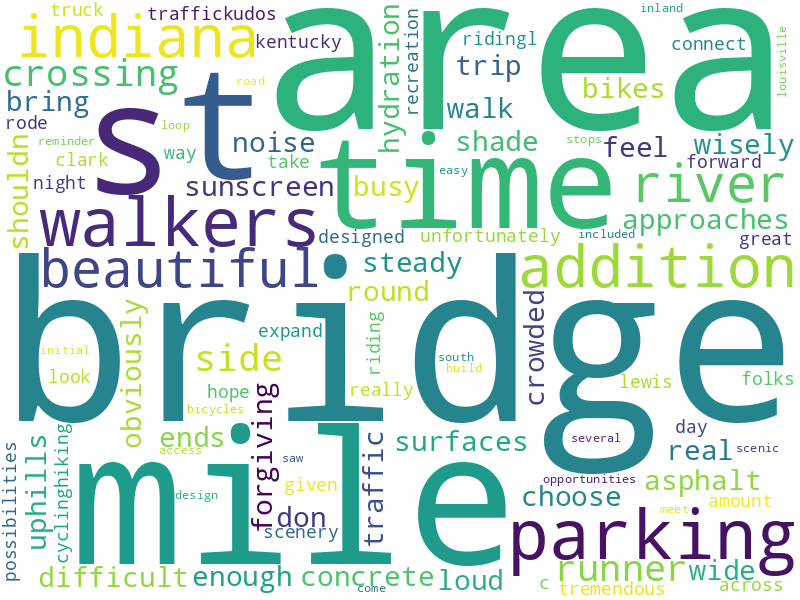 truck
traffickudos
inland
indiana
kentucky
hydration
recreation
ridingl
connect
louisville
area
crossing
st
road
trip
bikes
bring
walk
rode
loop
noise
shade
stops
feel
wisely
reminder
clark
way
take
time
easy
forward
shouldn
night
sunscreen
busy
river
walkers
designed
unfortunately
included
approaches
great
beautiful
steady
addition
bridge
round
crowded
obviously
expand
riding
initial
side
south
build
look
hope
really
lewis
folks
bicycles
forgiving
day
possibilities
uphills
cyclinghiking
ends
access
saw
traffic
surfaces
several
real
scenic
mile
design
given
opportunities
asphalt
choose
amount
don
scenery
meet
parking
difficult
enough
concrete
loud
c
runner
wide
across
come
tremendous